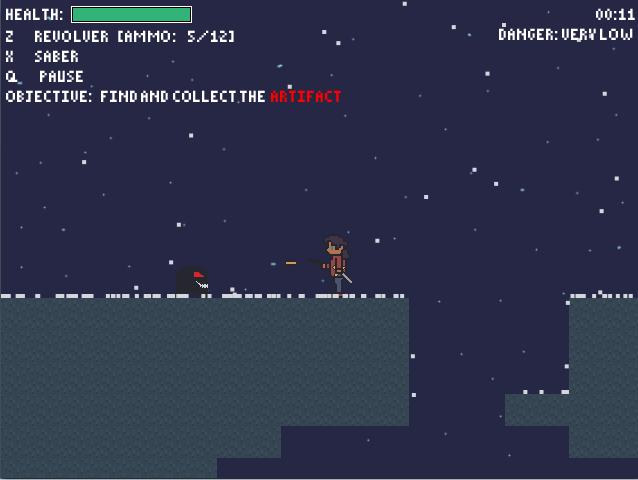 HEALTH: 00:11
Z REVOLVER [AMMO: 5/12] DANGER: VERY LOW
X SABER
Q PAUSE
OBJECTIVE: FIND AND COLLECT THE ARTIFACT